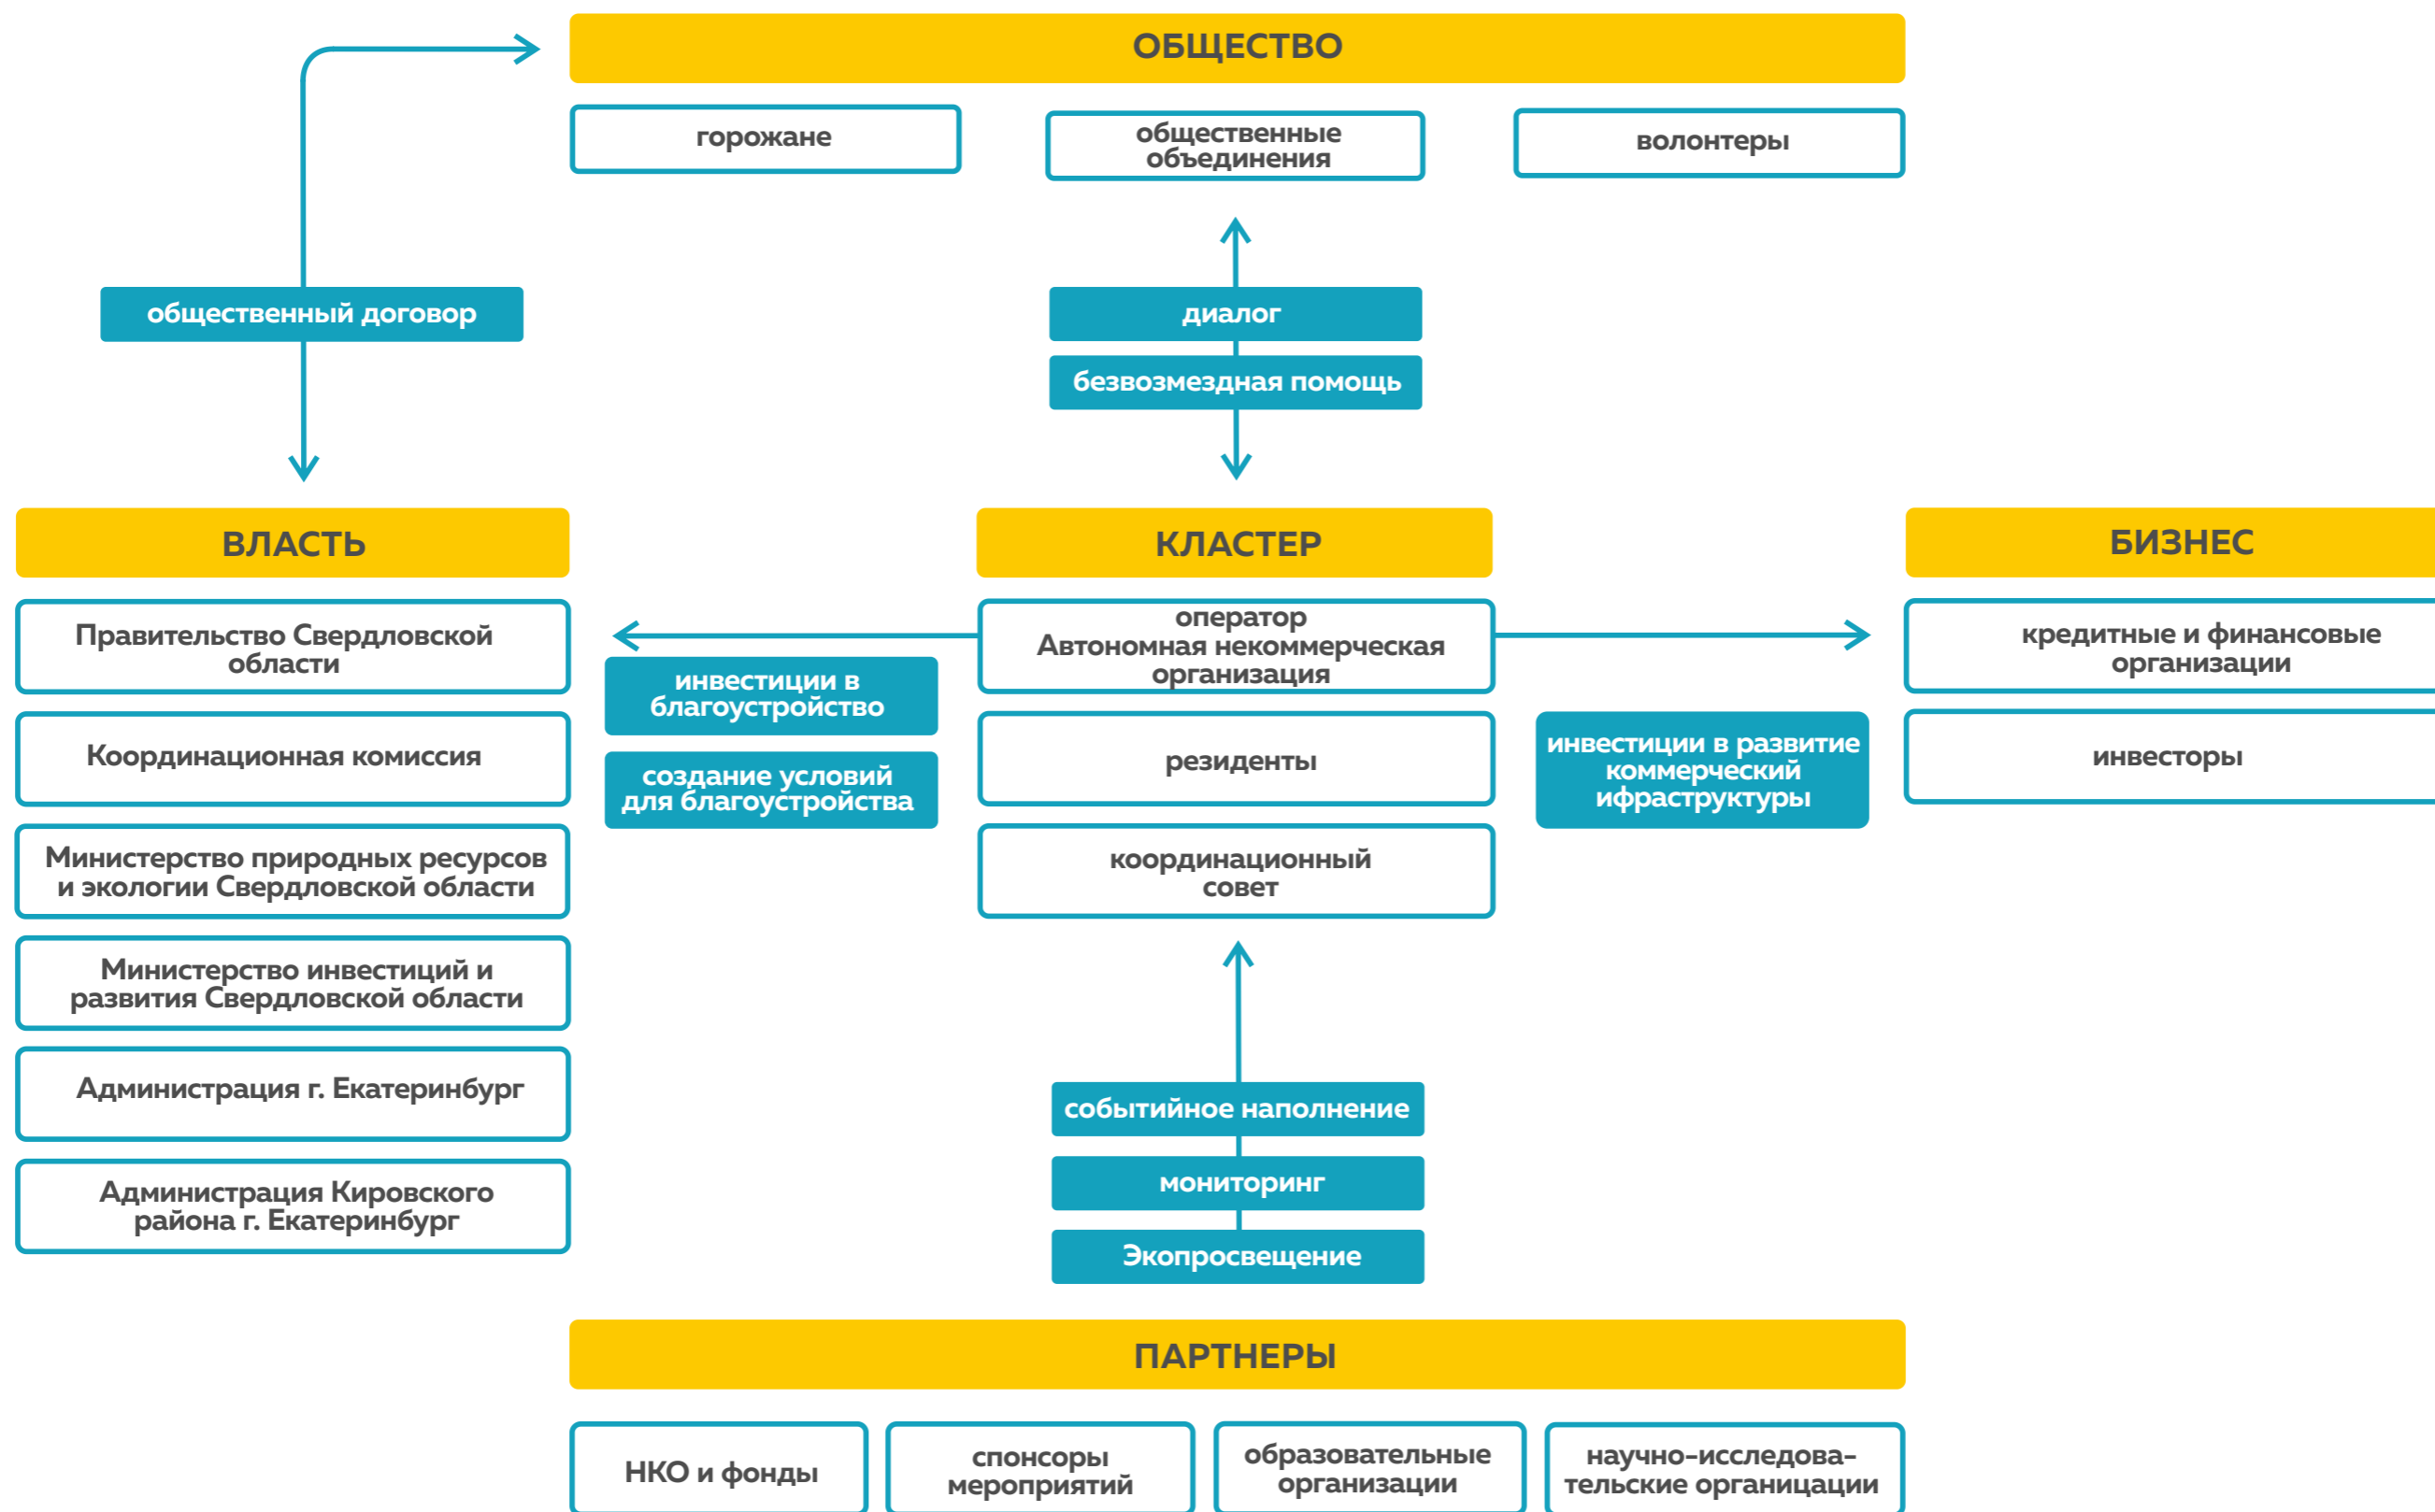 ОБЩЕСТВО
горожане
общественные
объединения
волонтеры
общественный договор
диалог
безвозмездная помощь
ВЛАСТЬ
Правительство Свердловской
области
Координационная комиссия
Министерство природных ресурсов
и экологии Свердловской области
Министерство инвестиций и
развития Свердловской области
Администрация г. Екатеринбург
Администрация Кировского
района г. Екатеринбург
инвестиции в
благоустройство
создание условий
для благоустройства
КЛАСТЕР
оператор
Автономная некоммерческая
организация
резиденты
координационный
совет
инвестиции в развитие
коммерческий
ифраструктуры
БИЗНЕС
кредитные и финансовые
организации
инвесторы
событийное наполнение
мониторинг
Экопросвещение
ПАРТНЕРЫ
НКО и фонды
спонсоры
мероприятий
образовательные
организации
научно-исследова-
тельские органицации